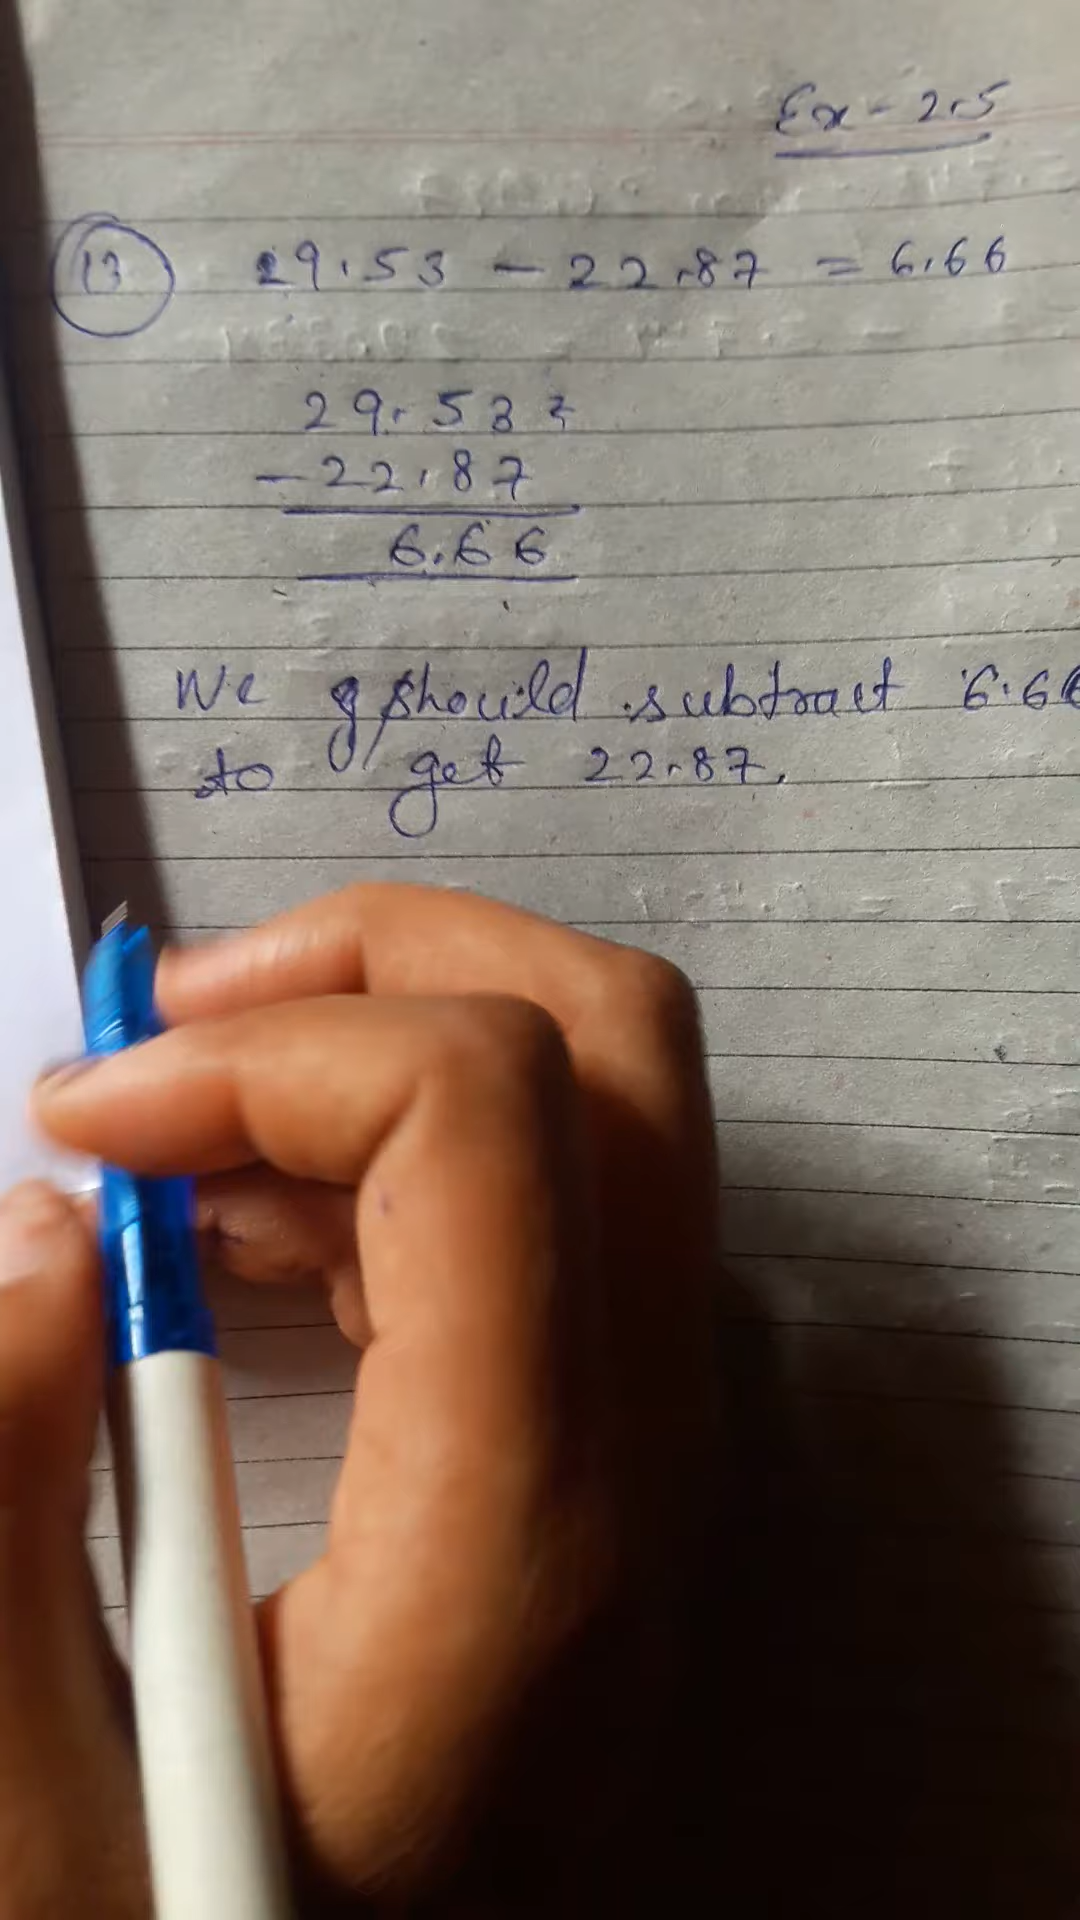 Ex - 2.5
13 29.53 - 22.87 = 6.66
29.53
- 22.87
6.66
We should subtract 6.66
to get 22.87.